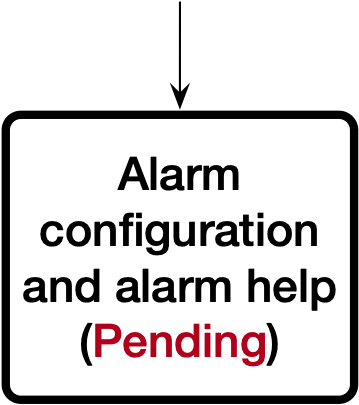 Alarm
configuration
and alarm help
(Pending)